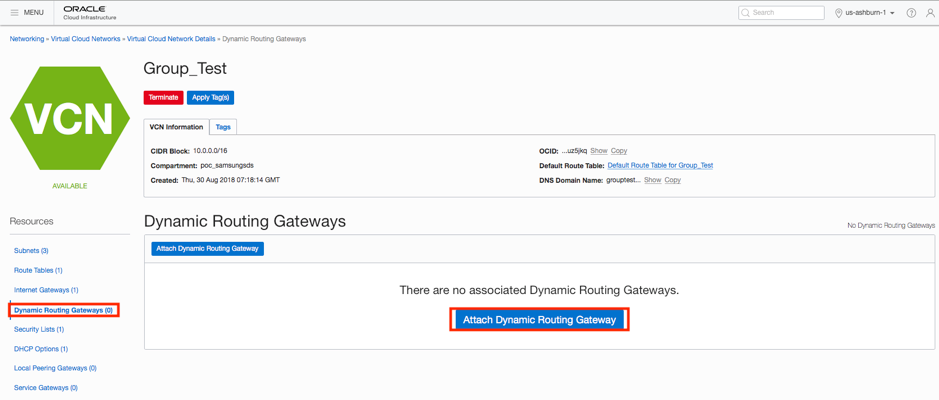 MENU
ORACLE
Cloud Infrastructure
Search
us-ashburn-1
Networking » Virtual Cloud Networks » Virtual Cloud Network Details » Dynamic Routing Gateways
VCN
AVAILABLE
Group_Test
Terminate Apply Tag(s)
VCN Information Tags
CIDR Block: 10.0.0.0/16
OCID: ...uz5jkq Show Copy
Compartment: poc_samsungsds
Default Route Table: Default Route Table for Group_Test
Created: Thu, 30 Aug 2018 07:18:14 GMT
DNS Domain Name: grouptest... Show Copy
Resources
Subnets (3)
Route Tables (1)
Internet Gateways (1)
Dynamic Routing Gateways (0)
Security Lists (1)
DHCP Options (1)
Local Peering Gateways (0)
Service Gateways (0)
Dynamic Routing Gateways
No Dynamic Routing Gateways
Attach Dynamic Routing Gateway
There are no associated Dynamic Routing Gateways.
Attach Dynamic Routing Gateway